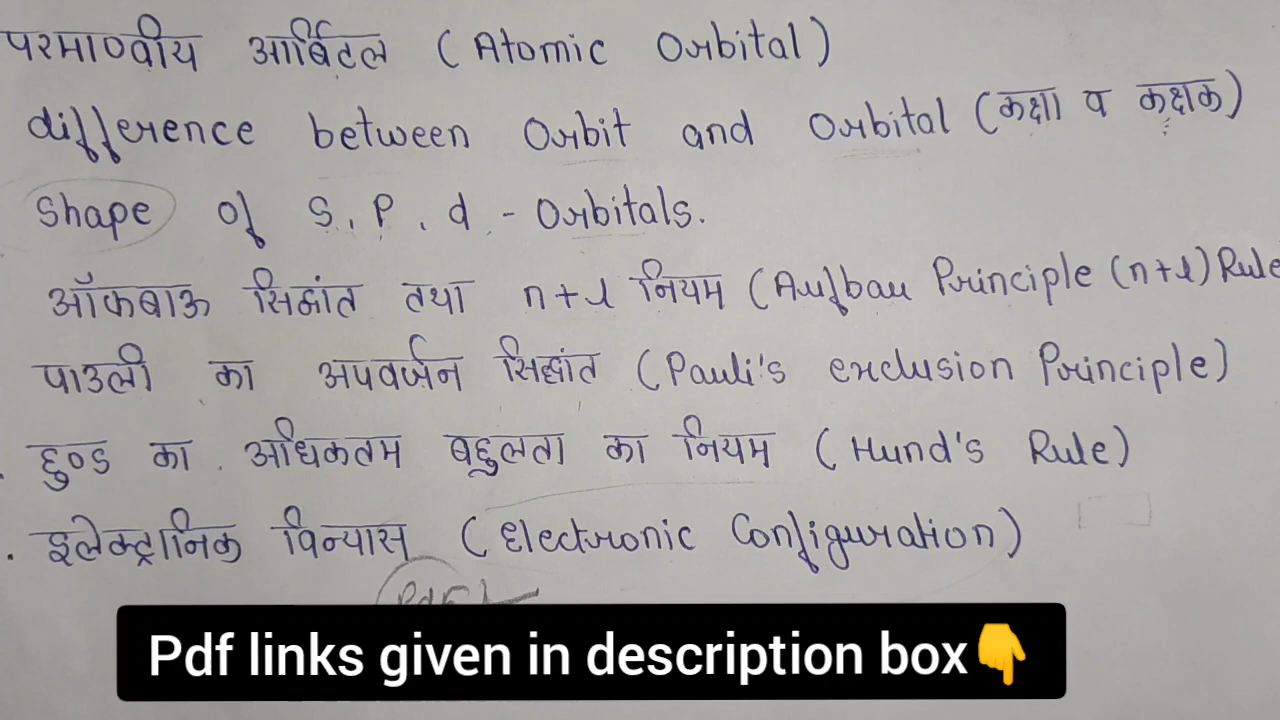 परमाण्वीय आर्बिटल (Atomic Orbital)
difference between Orbit and Orbital (कक्षा व कक्षक)
Shape of S, P, d - Orbitals.
ऑफबाऊ सिद्धांत तथा n+l नियम (Aufbau Principle (n+l) Rule
पाउली का अपवर्जन सिद्धांत (Pauli's exclusion Principle)
हुण्ड का अधिकतम बहुलता का नियम (Hund's Rule)
इलेक्ट्रानिक विन्यास (Electronic Configuration)
Pdf links given in description box👇